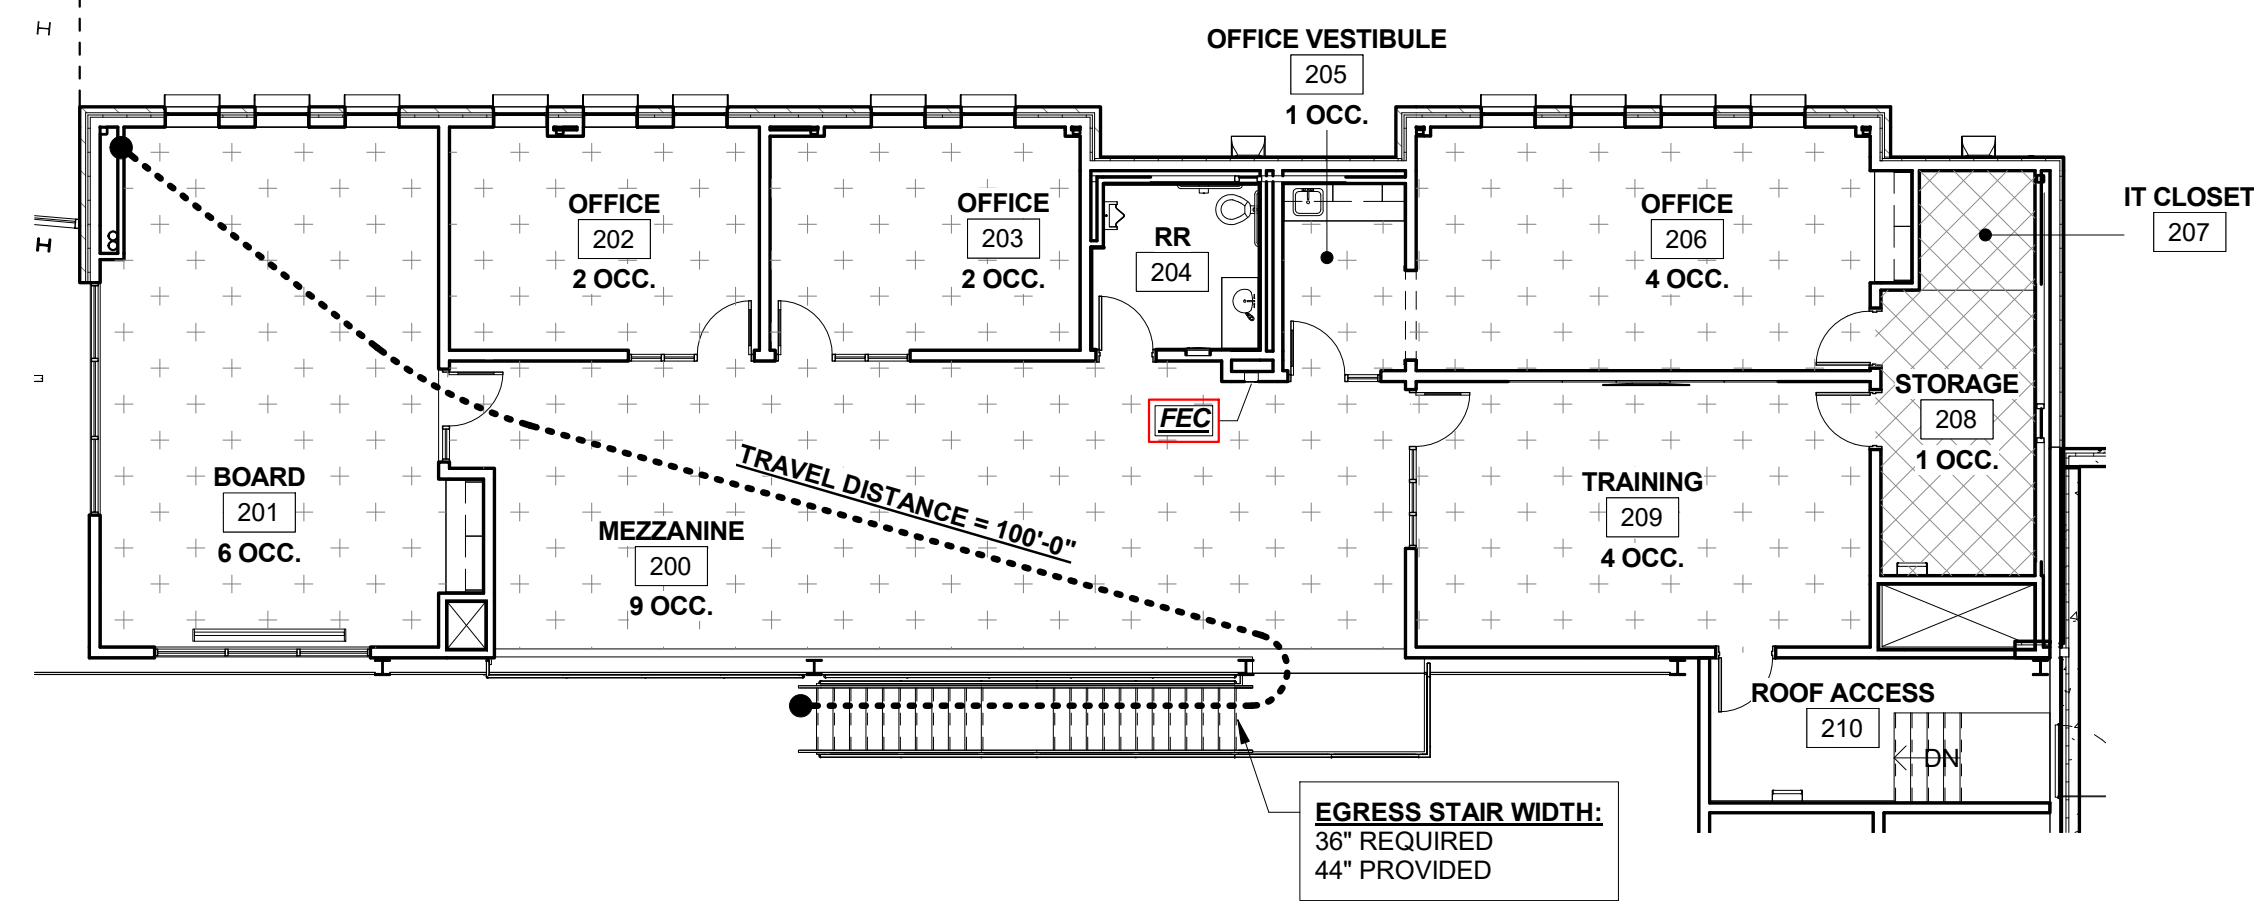 H
OFFICE VESTIBULE
205
1 OCC.
OFFICE
202
2 OCC.
OFFICE
203
2 OCC.
RR
204
OFFICE
206
4 OCC.
IT CLOSET
207
H
FEC
STORAGE
208
1 OCC.
BOARD
201
6 OCC.
TRAVEL DISTANCE = 100'-0"
MEZZANINE
200
9 OCC.
TRAINING
209
4 OCC.
ROOF ACCESS
210
DN
EGRESS STAIR WIDTH:
36" REQUIRED
44" PROVIDED